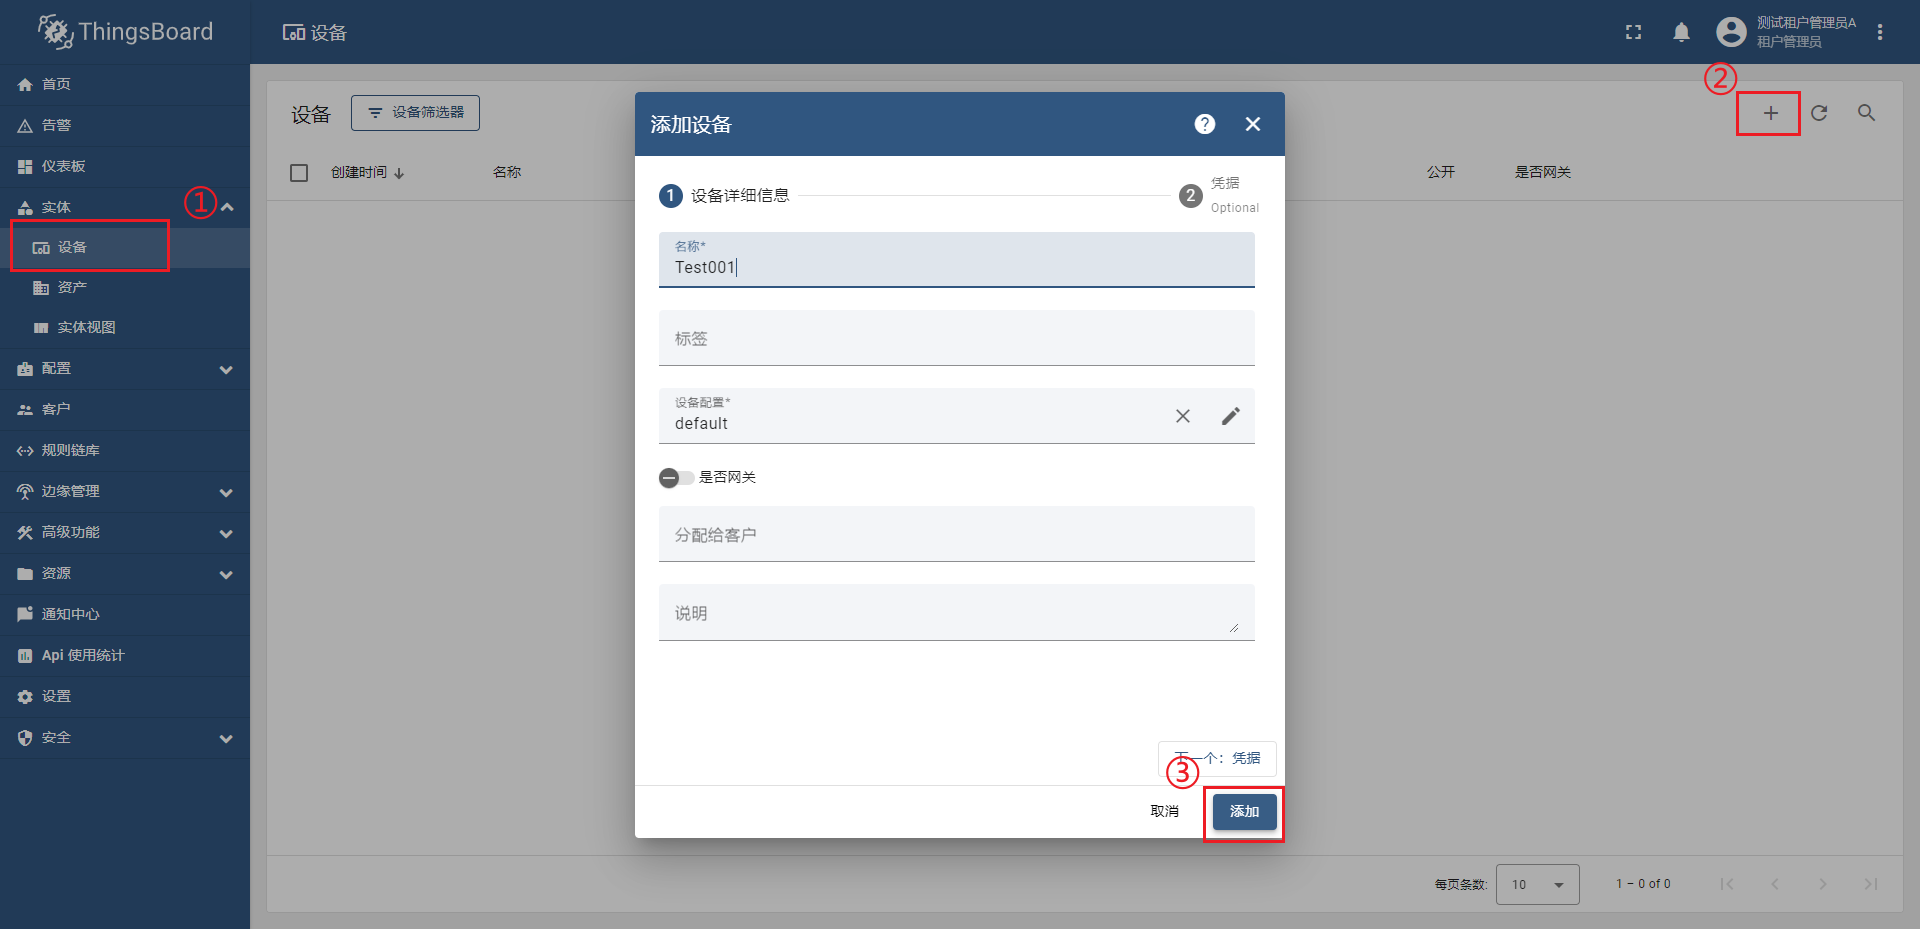 ThingsBoard
首页
告警
仪表板
实体
①
设备
资产
实体视图
配置
客户
规则链库
边缘管理
高级功能
资源
通知中心
Api 使用统计
设置
安全
设备
测试租户管理员A
租户管理员
②
设备
设备筛选器
创建时间
名称
公开
是否网关
添加设备
1 设备详细信息
2 凭据
Optional
名称*
Test001
标签
设备配置*
default
是否网关
分配给客户
说明
下一个：凭据
③
取消
添加
每页条数:
10
1 – 0 of 0